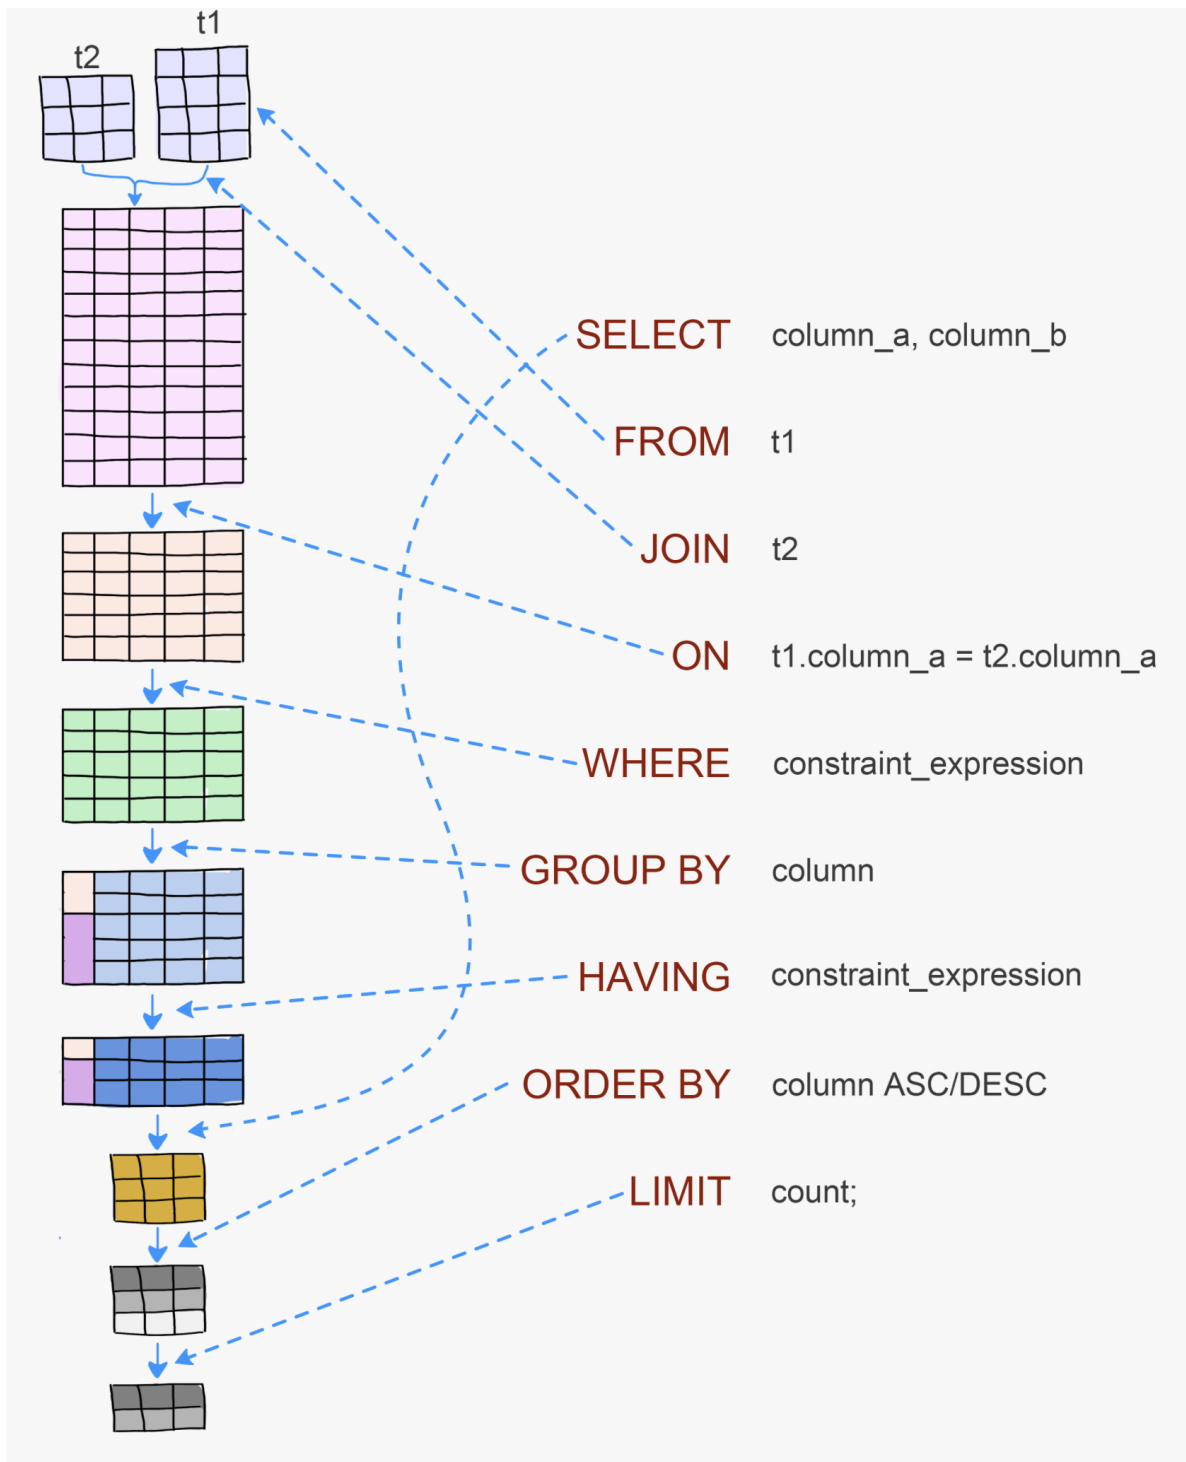 t1
t2
SELECT column_a, column_b
FROM t1
JOIN t2
ON t1.column_a = t2.column_a
WHERE constraint_expression
GROUP BY column
HAVING constraint_expression
ORDER BY column ASC/DESC
LIMIT count;